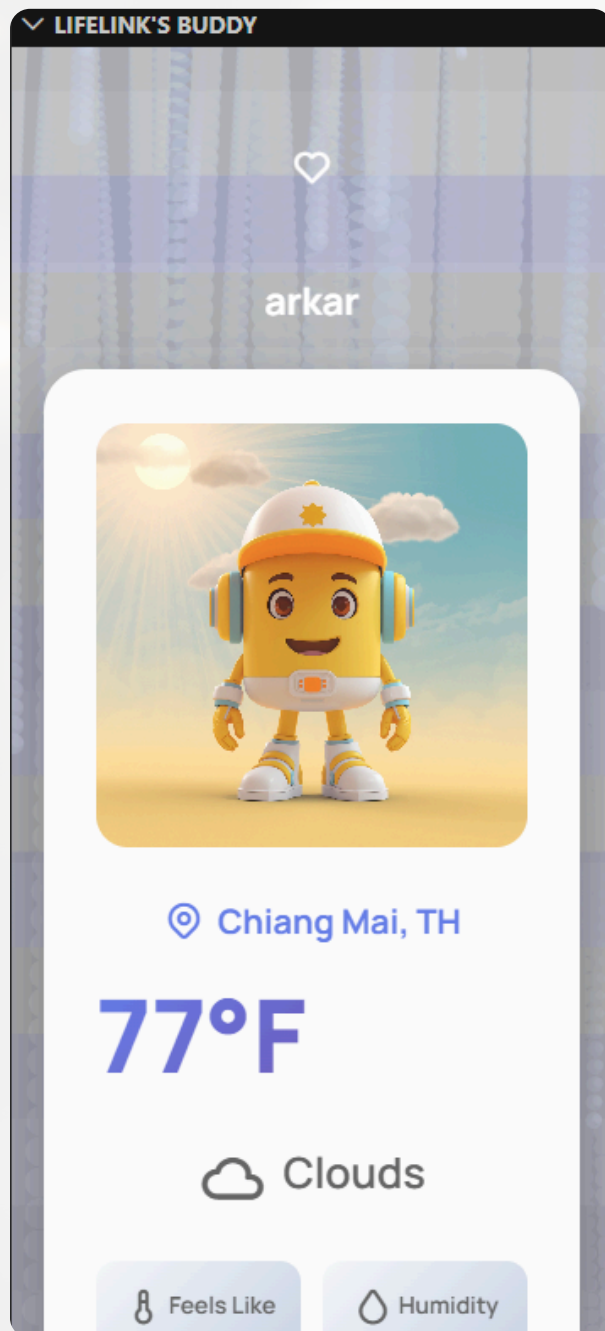 LIFELINK'S BUDDY
arkar
Chiang Mai, TH
77°F
Clouds
Feels Like
Humidity